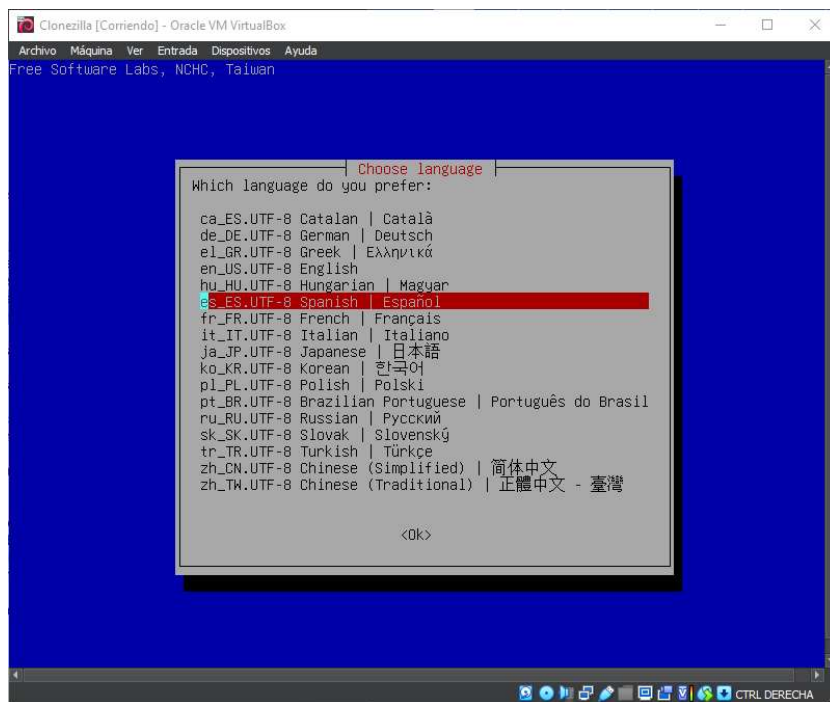 Clonezilla [Corriendo] - Oracle VM VirtualBox
Archivo Máquina Ver Entrada Dispositivos Ayuda
Free Software Labs, NCHC, Taiwan
Choose language
Which language do you prefer:
ca_ES.UTF-8 Catalan | Català
de_DE.UTF-8 German | Deutsch
el_GR.UTF-8 Greek | Ελληνικά
en_US.UTF-8 English
hu_HU.UTF-8 Hungarian | Magyar
es_ES.UTF-8 Spanish | Español
fr_FR.UTF-8 French | Français
it_IT.UTF-8 Italian | Italiano
ja_JP.UTF-8 Japanese | 日本語
ko_KR.UTF-8 Korean | 한국어
pl_PL.UTF-8 Polish | Polski
pt_BR.UTF-8 Brazilian Portuguese | Português do Brasil
ru_RU.UTF-8 Russian | Русский
sk_SK.UTF-8 Slovak | Slovenský
tr_TR.UTF-8 Turkish | Türkçe
zh_CN.UTF-8 Chinese (Simplified) | 简体中文
zh_TW.UTF-8 Chinese (Traditional) | 正體中文 - 臺灣
<Ok>
CTRL DERECHA